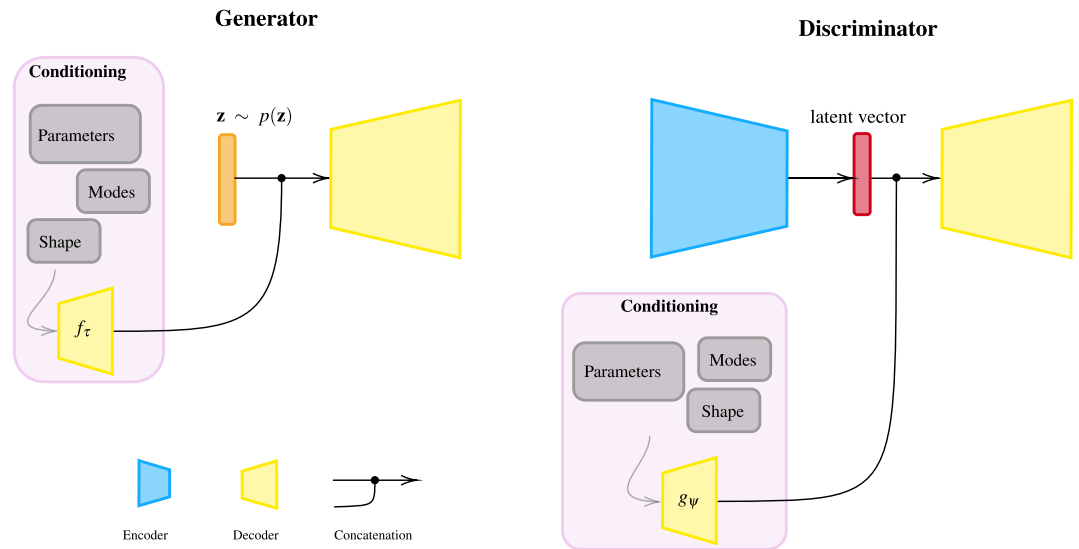 Generator
Conditioning
Parameters
Modes
Shape
f_τ
z ∼ p(z)
Encoder
Decoder
Concatenation
Discriminator
latent vector
Conditioning
Parameters
Modes
Shape
g_ψ